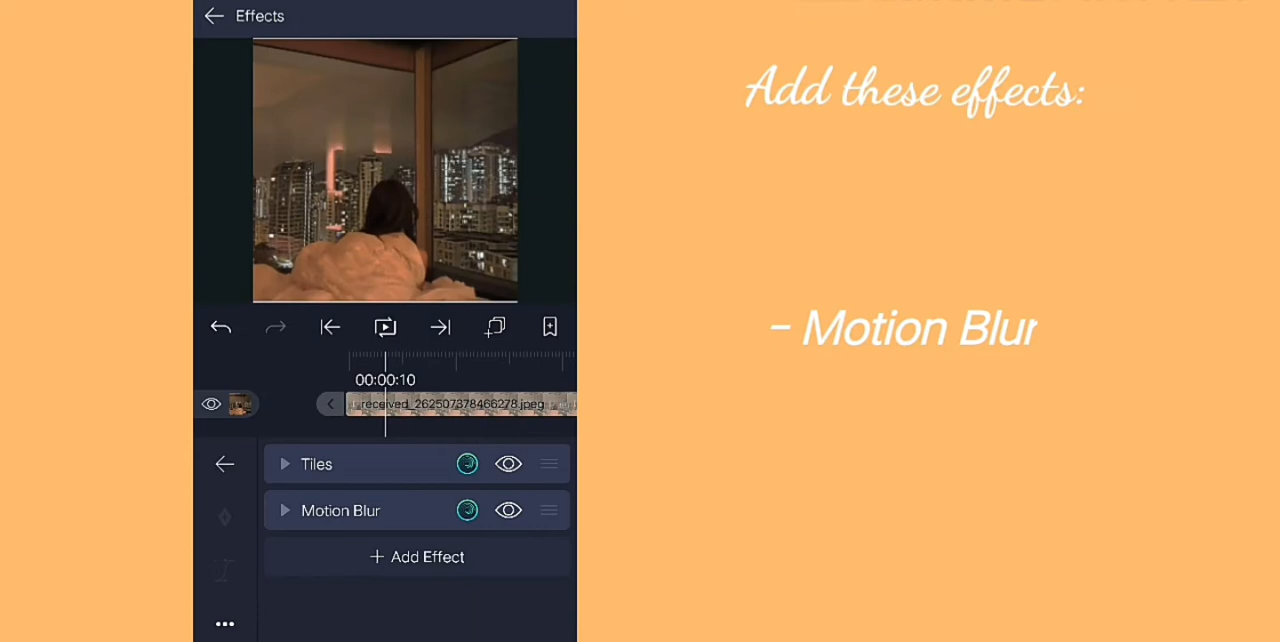 Effects
Add these effects:
- Motion Blur
00:00:10
received_262507378466278.jpeg
Tiles
Motion Blur
+ Add Effect